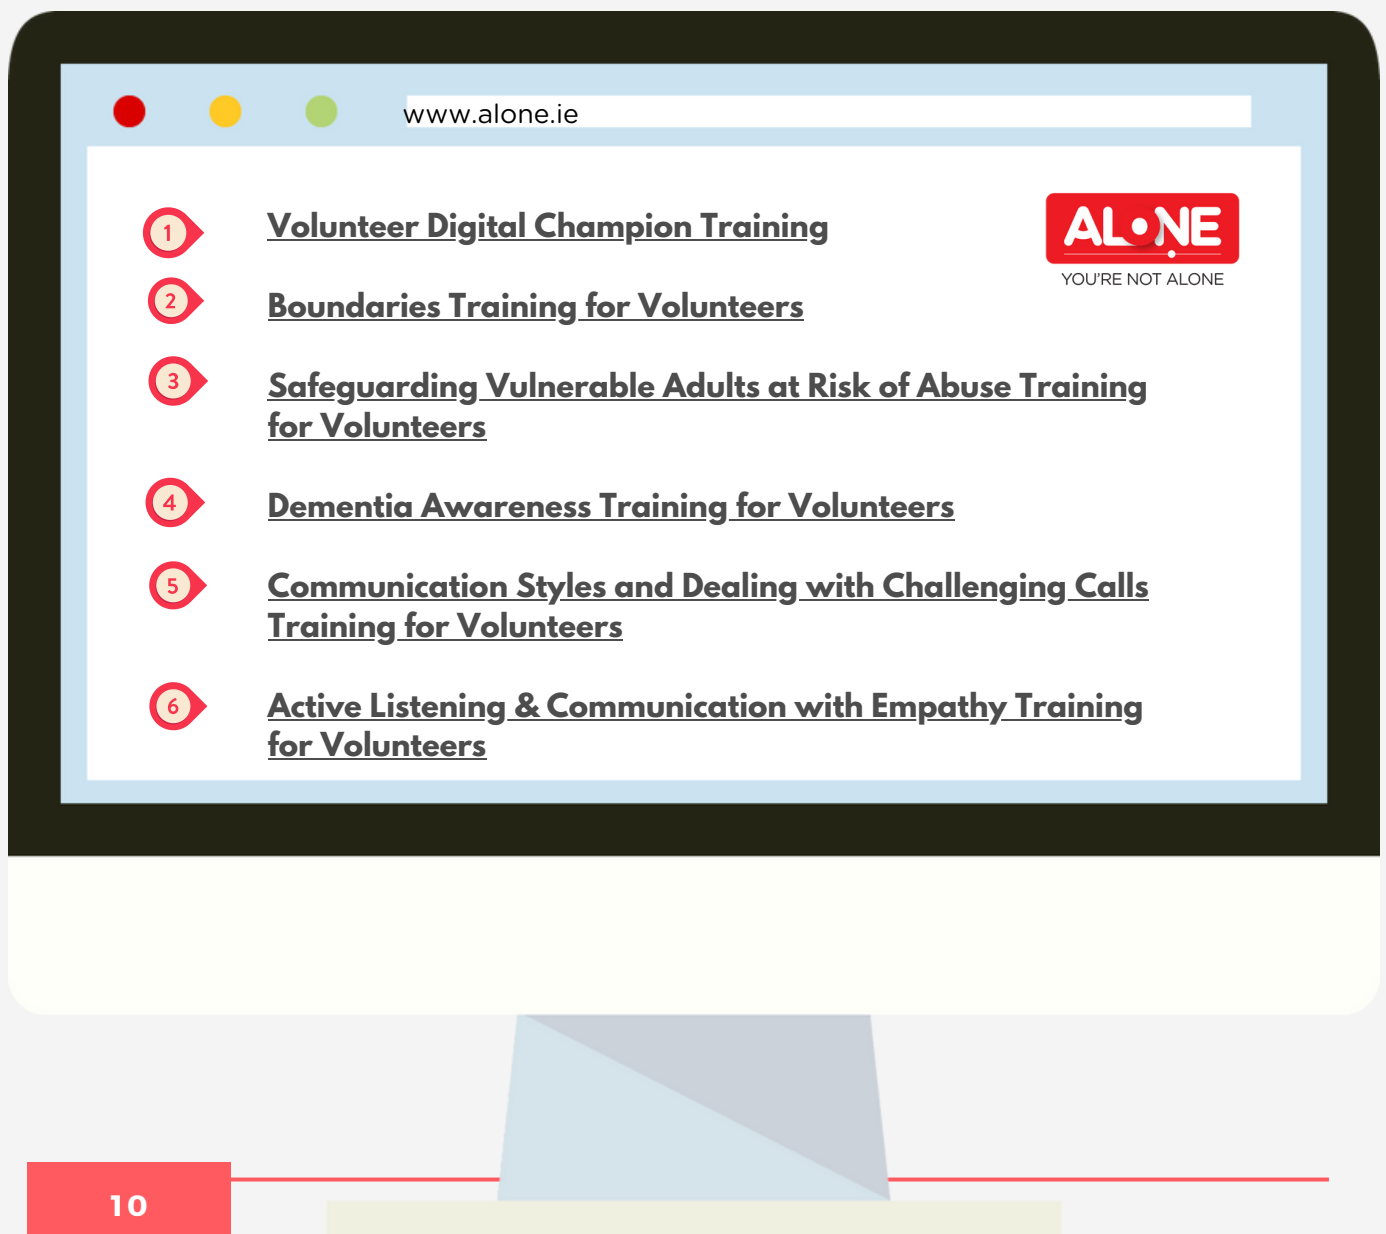 www.alone.ie
ALONE
YOU'RE NOT ALONE
1
Volunteer Digital Champion Training
2
Boundaries Training for Volunteers
3
Safeguarding Vulnerable Adults at Risk of Abuse Training
for Volunteers
4
Dementia Awareness Training for Volunteers
5
Communication Styles and Dealing with Challenging Calls
Training for Volunteers
6
Active Listening & Communication with Empathy Training
for Volunteers
10